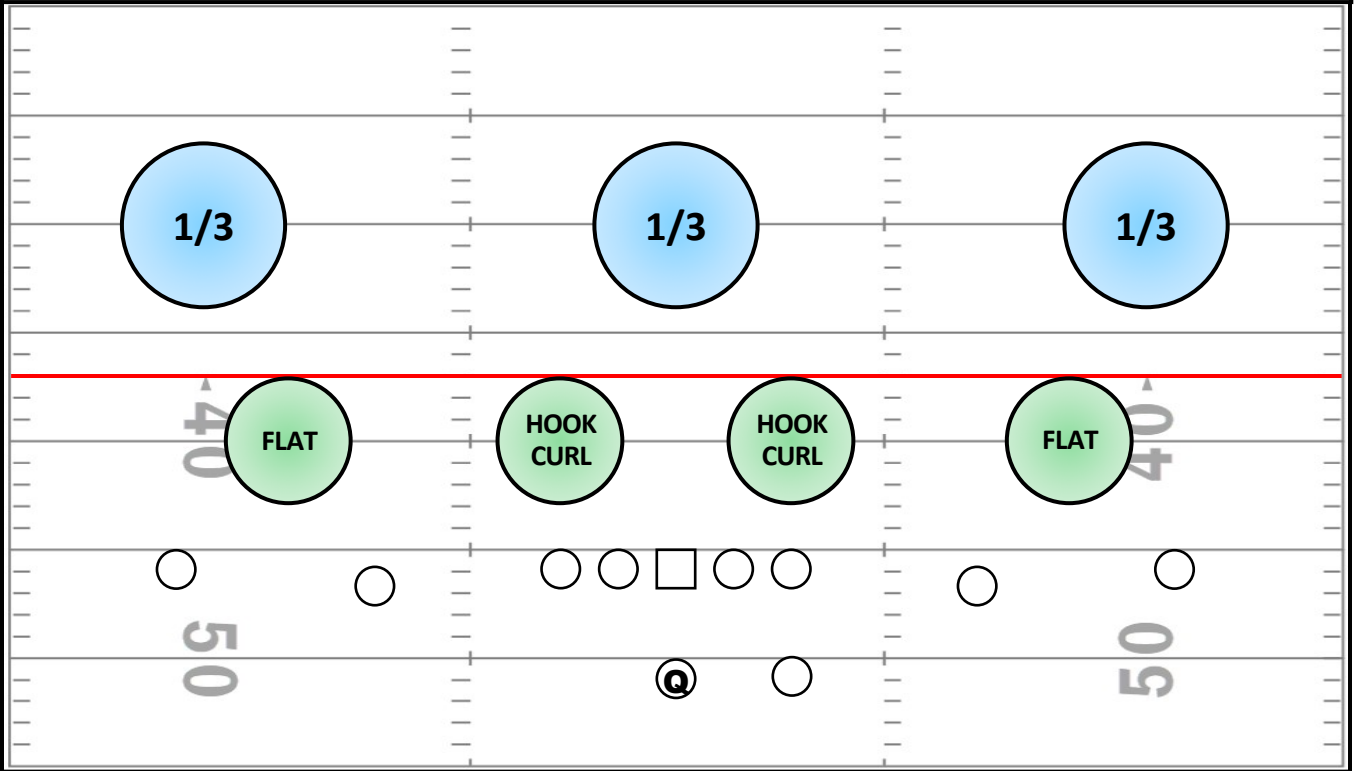 1/3 1/3 1/3
40 FLAT HOOK CURL HOOK CURL FLAT 40
50 50
Q